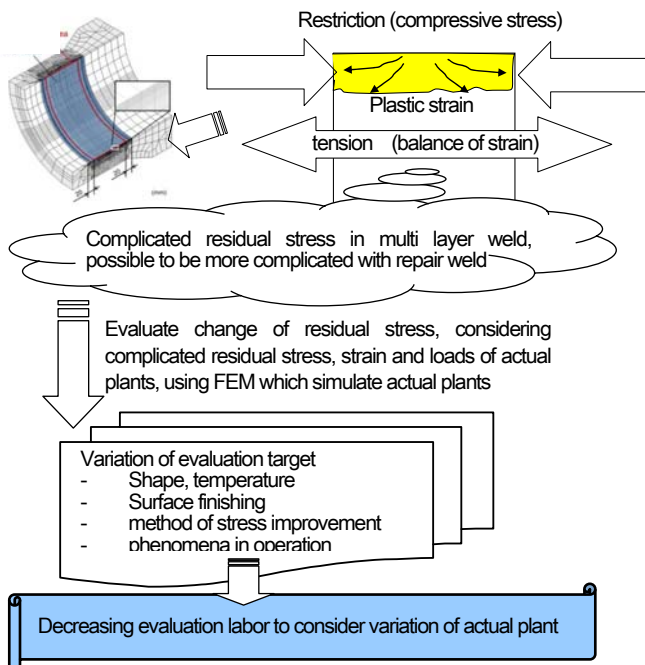 Restriction (compressive stress)
Plastic strain
tension (balance of strain)
Complicated residual stress in multi layer weld,
possible to be more complicated with repair weld
Evaluate change of residual stress, considering
complicated residual stress, strain and loads of actual
plants, using FEM which simulate actual plants
Variation of evaluation target
- Shape, temperature
- Surface finishing
- method of stress improvement
- phenomena in operation
Decreasing evaluation labor to consider variation of actual plant